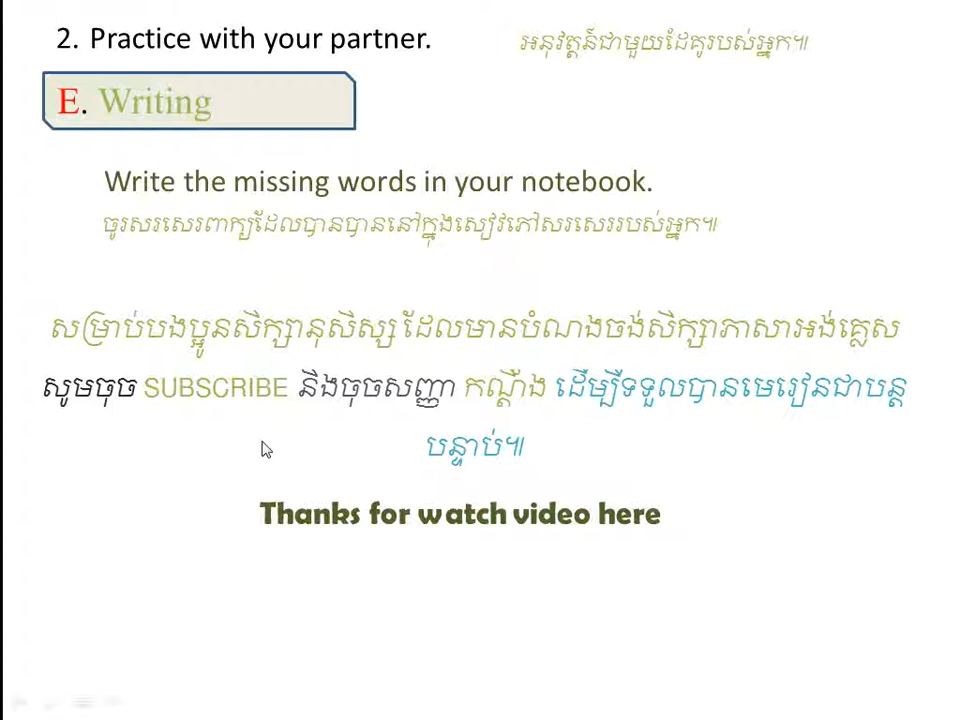 2. Practice with your partner. អនុវត្តន៍ជាមួយដៃគូរបស់អ្នក៕
E. Writing
Write the missing words in your notebook.
ចូរសរសេរពាក្យដែលបានបាននៅក្នុងសៀវភៅសរសេររបស់អ្នក៕
សម្រាប់បងប្អូនសិក្សានុសិស្ស ដែលមានបំណងចង់សិក្សាភាសាអង់គ្លេស
សូមចុច SUBSCRIBE និងចុចសញ្ញា កណ្ដឹង ដើម្បីទទួលបានមេរៀនជាបន្ត
បន្ទាប់៕
Thanks for watch video here